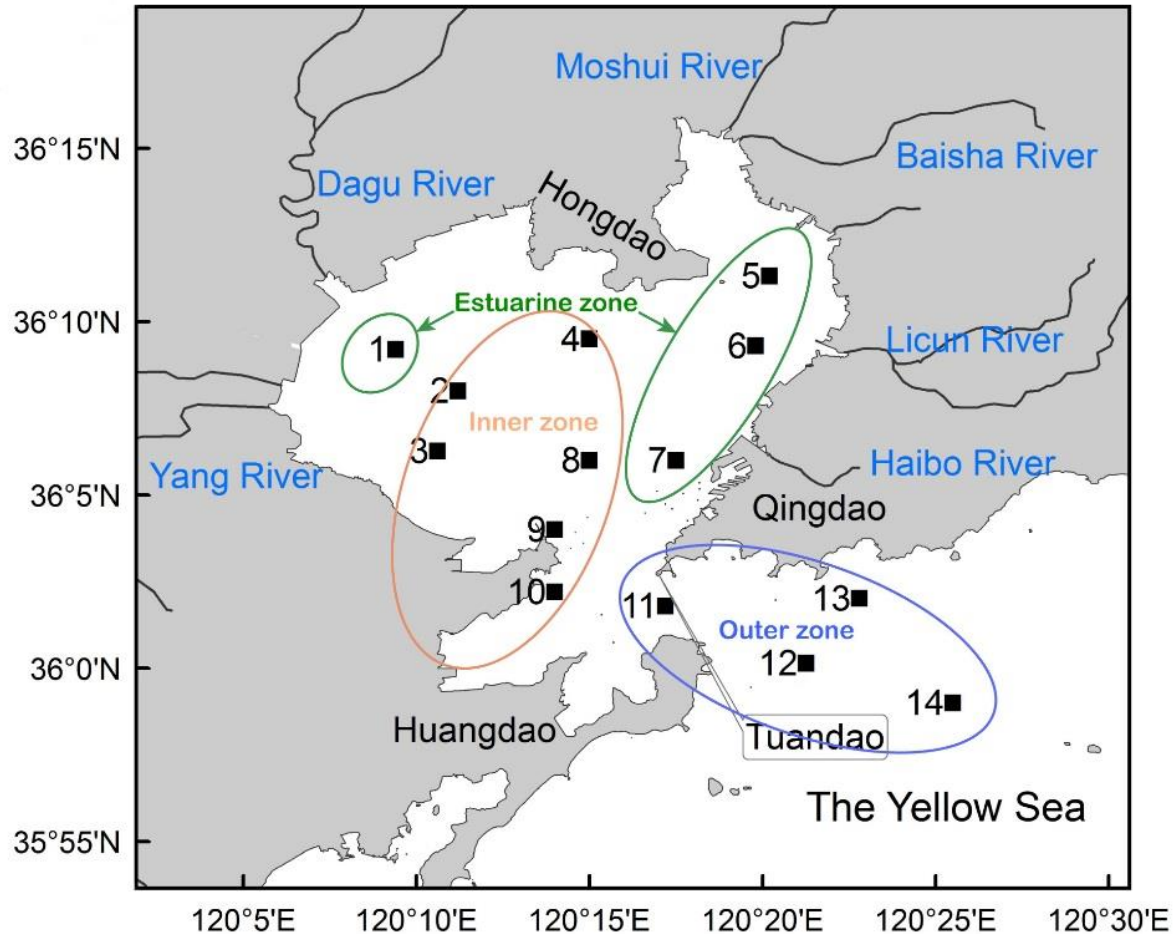 Moshui River
36°15'N
Baisha River
Dagu River
Hongdao
5
36°10'N
Estuarine zone
4
1
6
Licun River
2
Inner zone
3
8
7
Haibo River
Yang River
36°5'N
Qingdao
9
10
13
11
Outer zone
36°0'N
12
14
Huangdao
Tuandao
The Yellow Sea
35°55'N
120°5'E
120°10'E
120°15'E
120°20'E
120°25'E
120°30'E